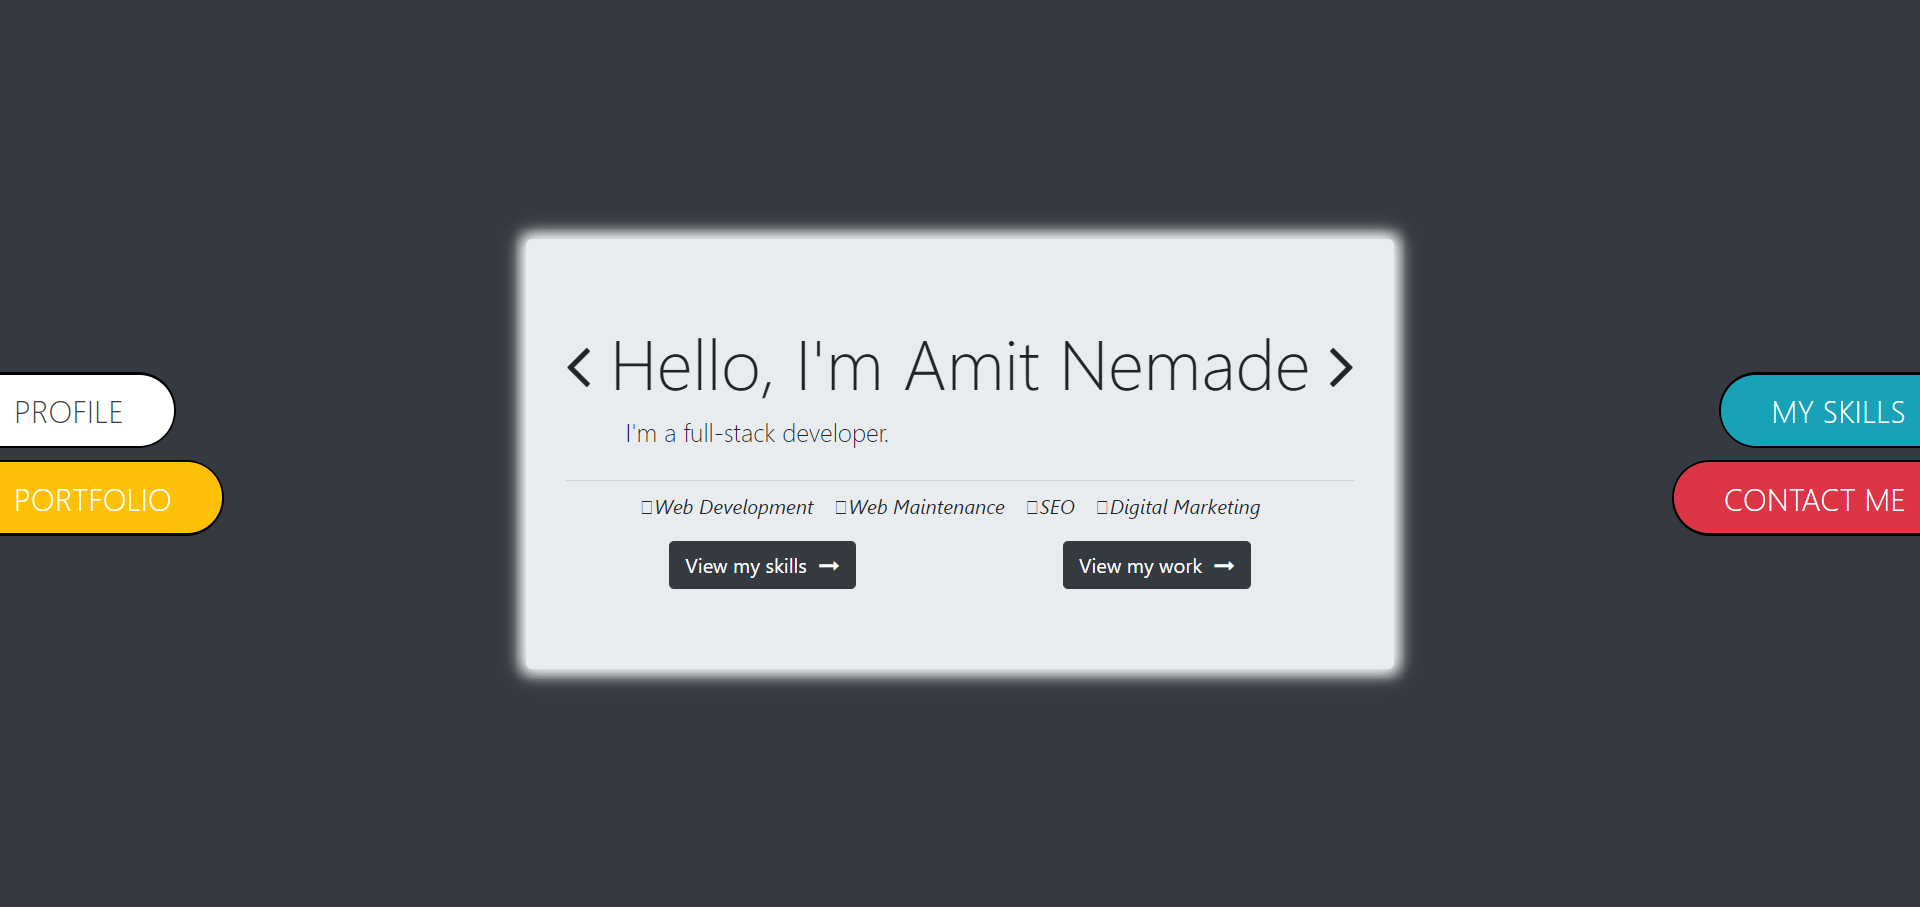 Hello, I'm Amit Nemade
I'm a full-stack developer.
PROFILE
MY SKILLS
PORTFOLIO
CONTACT ME
Web Development Web Maintenance SEO Digital Marketing
View my skills
View my work